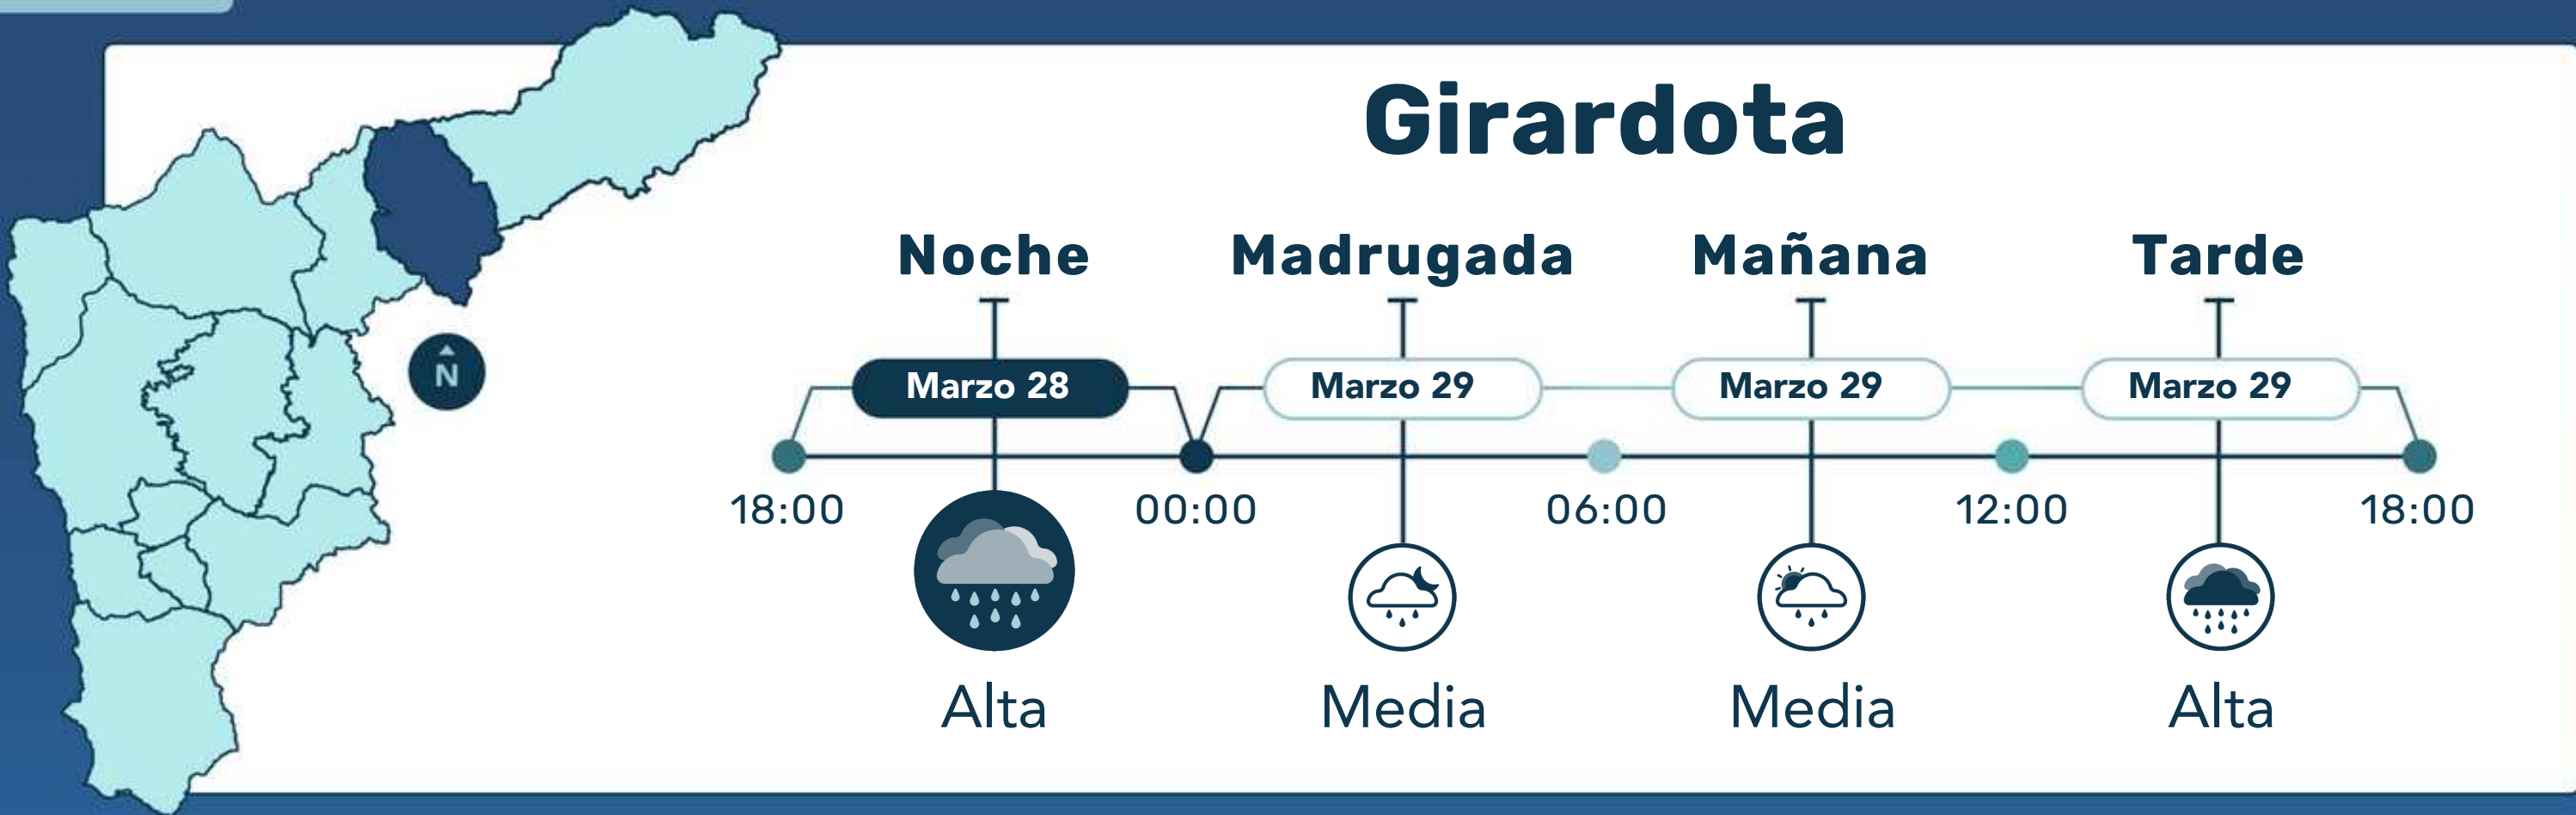 Girardota
Noche Madrugada Mañana Tarde
Marzo 28 Marzo 29 Marzo 29 Marzo 29
N
18:00 00:00 06:00 12:00 18:00
Alta Media Media Alta